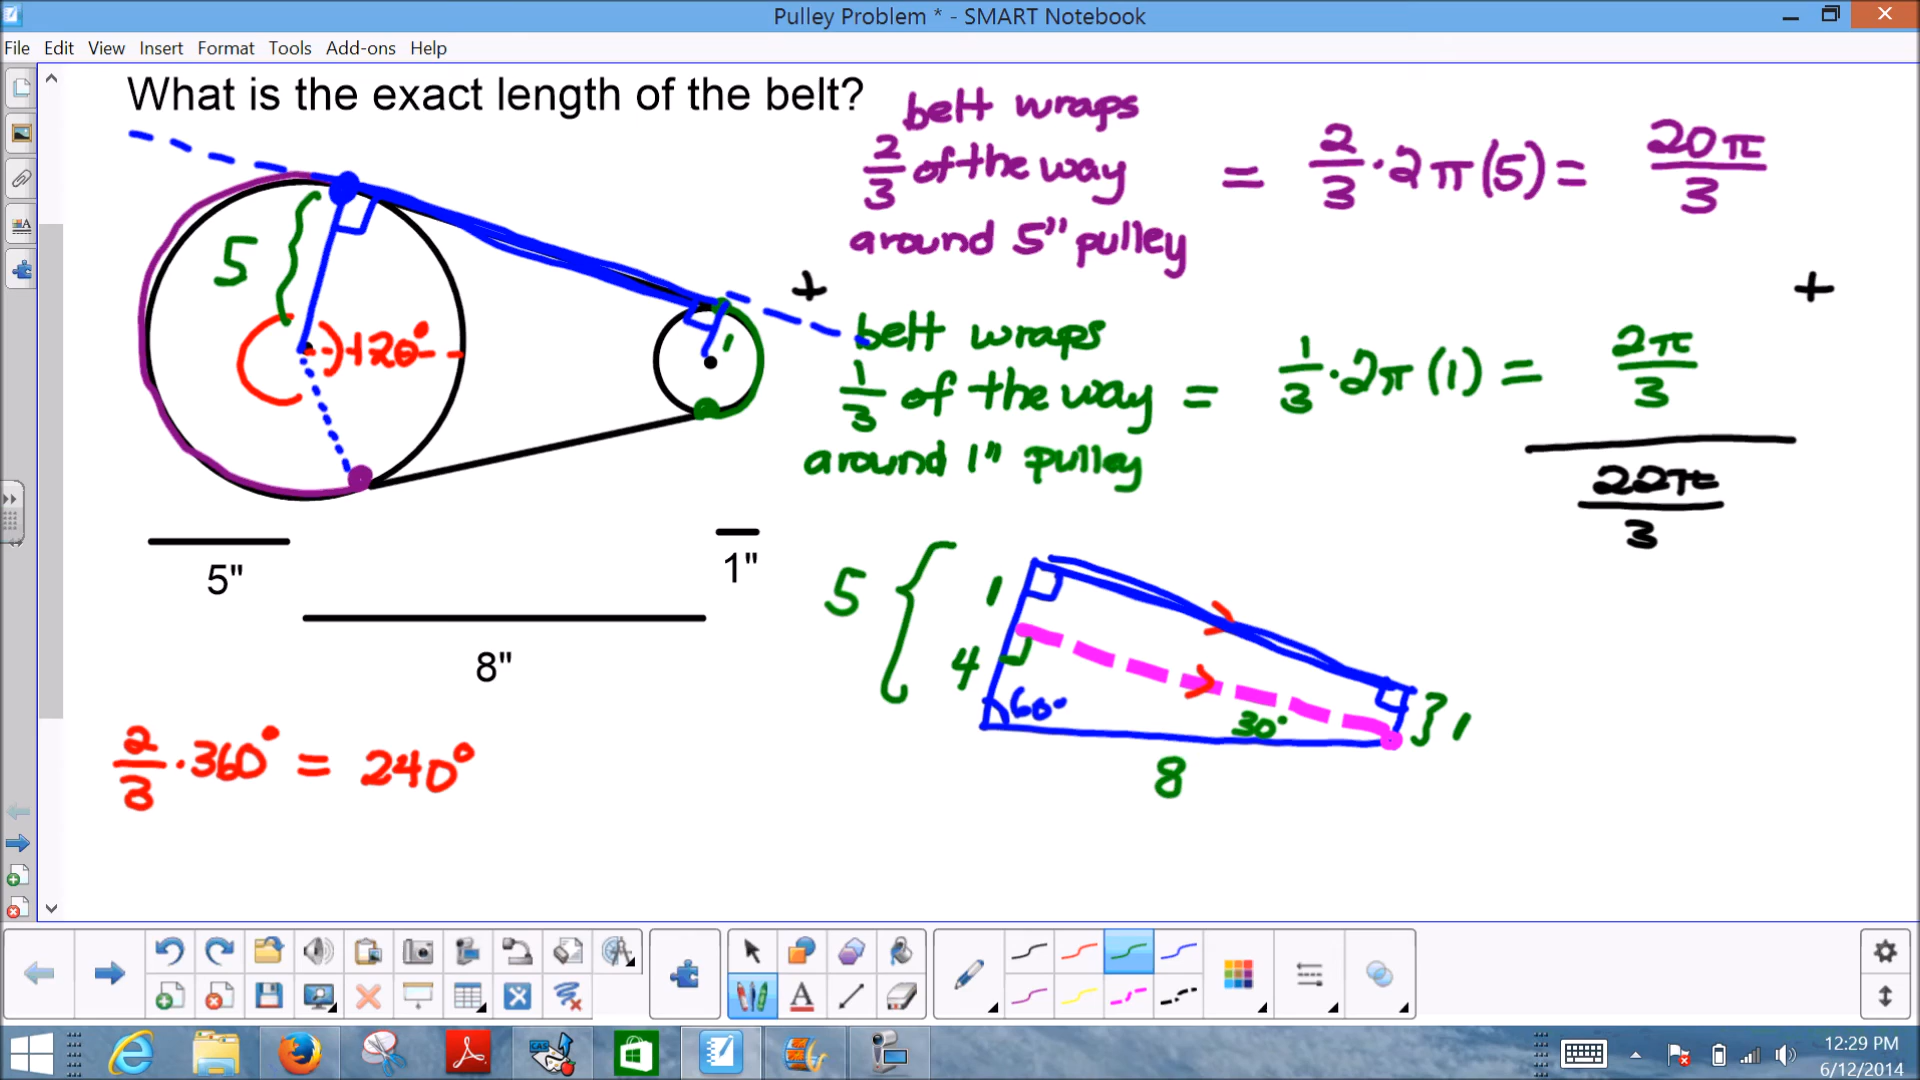 Pulley Problem * - SMART Notebook
File Edit View Insert Format Tools Add-ons Help
What is the exact length of the belt?
belt wraps
2/3 of the way
around 5" pulley
= 2/3 · 2π(5) = 20π/3
+
+
belt wraps
1/3 of the way
around 1" pulley
= 1/3 · 2π(1) = 2π/3
22π/3
5
120°
1
5"
1"
8"
5
1
4
60°
30°
8
1
2/3 · 360° = 240°
A
CAS
12:29 PM
6/12/2014